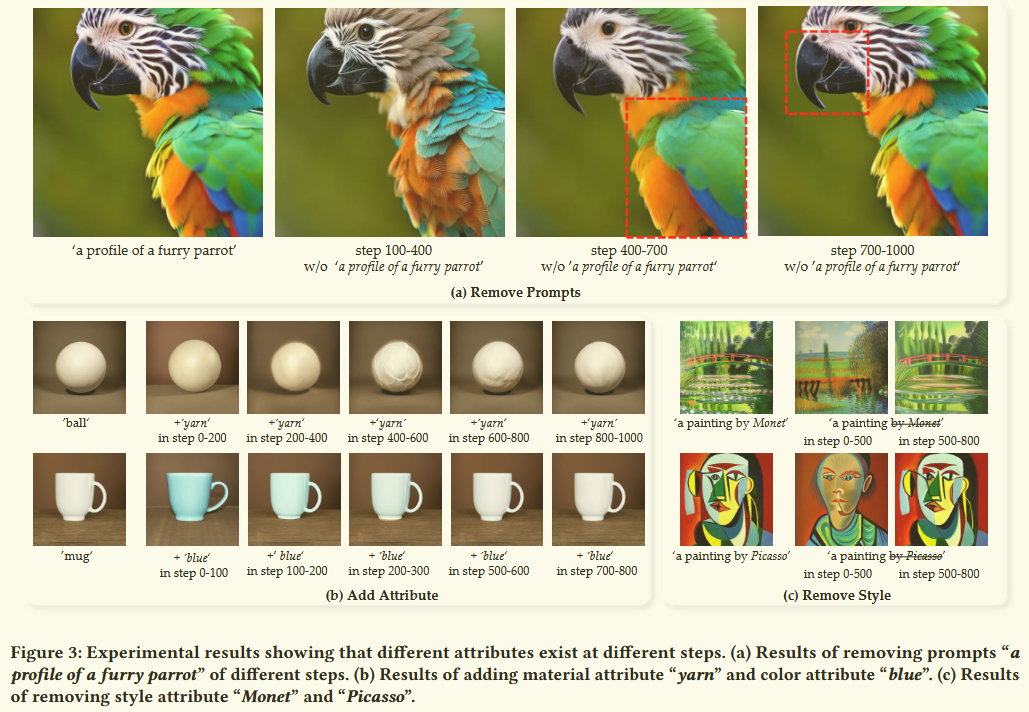 ‘a profile of a furry parrot’
step 100-400
w/o ‘a profile of a furry parrot’
step 400-700
w/o ‘a profile of a furry parrot’
step 700-1000
w/o ‘a profile of a furry parrot’
(a) Remove Prompts
‘ball’
+‘yarn’
in step 0-200
+‘yarn’
in step 200-400
+‘yarn’
in step 400-600
+‘yarn’
in step 600-800
+‘yarn’
in step 800-1000
‘a painting by Monet’
‘a painting by Monet’
in step 0-500
in step 500-800
‘mug’
+ ‘blue’
in step 0-100
+‘ blue’
in step 100-200
+ ‘blue’
in step 200-300
+ ‘blue’
in step 500-600
+ ‘blue’
in step 700-800
(b) Add Attribute
‘a painting by Picasso’
‘a painting by Picasso’
in step 0-500
in step 500-800
(c) Remove Style
Figure 3: Experimental results showing that different attributes exist at different steps. (a) Results of removing prompts “a
profile of a furry parrot” of different steps. (b) Results of adding material attribute “yarn” and color attribute “blue”. (c) Results
of removing style attribute “Monet” and “Picasso”.